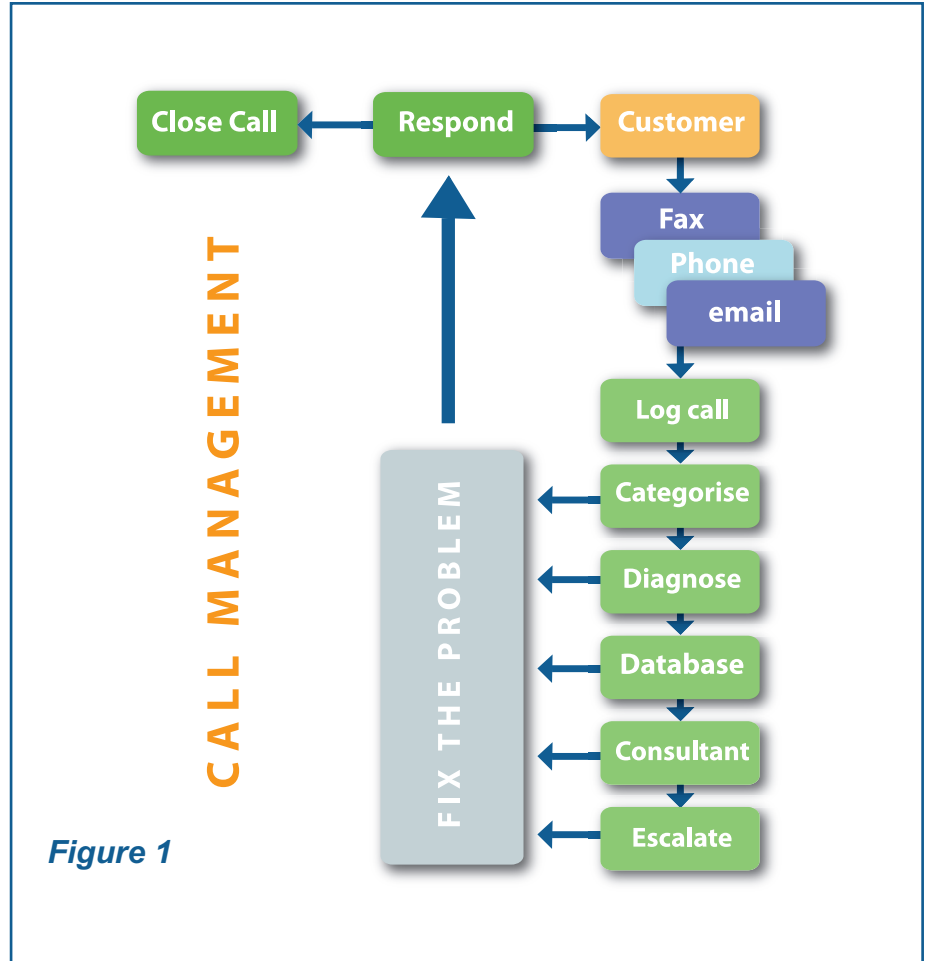 Close Call
Respond
Customer
Fax
Phone
email
Log call
Categorise
Diagnose
Database
Consultant
Escalate
FIX THE PROBLEM
CALL MANAGEMENT
Figure 1